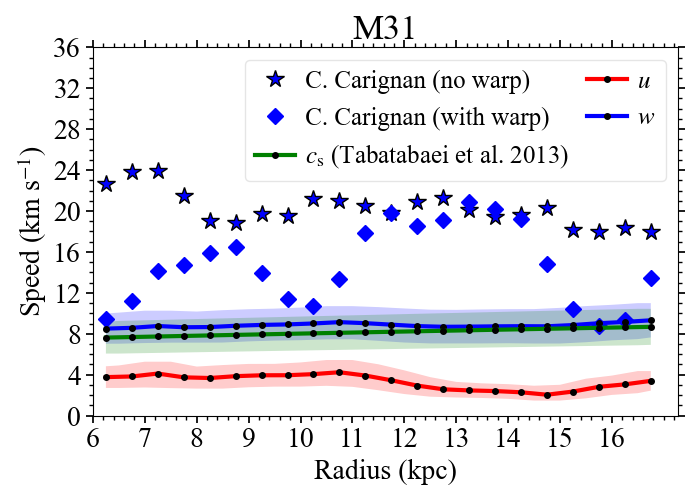 M31
36
32
28
24
20
16
12
8
4
0
Speed (km s⁻¹)
C. Carignan (no warp)
C. Carignan (with warp)
cₛ (Tabatabaei et al. 2013)
u
w
6 7 8 9 10 11 12 13 14 15 16
Radius (kpc)